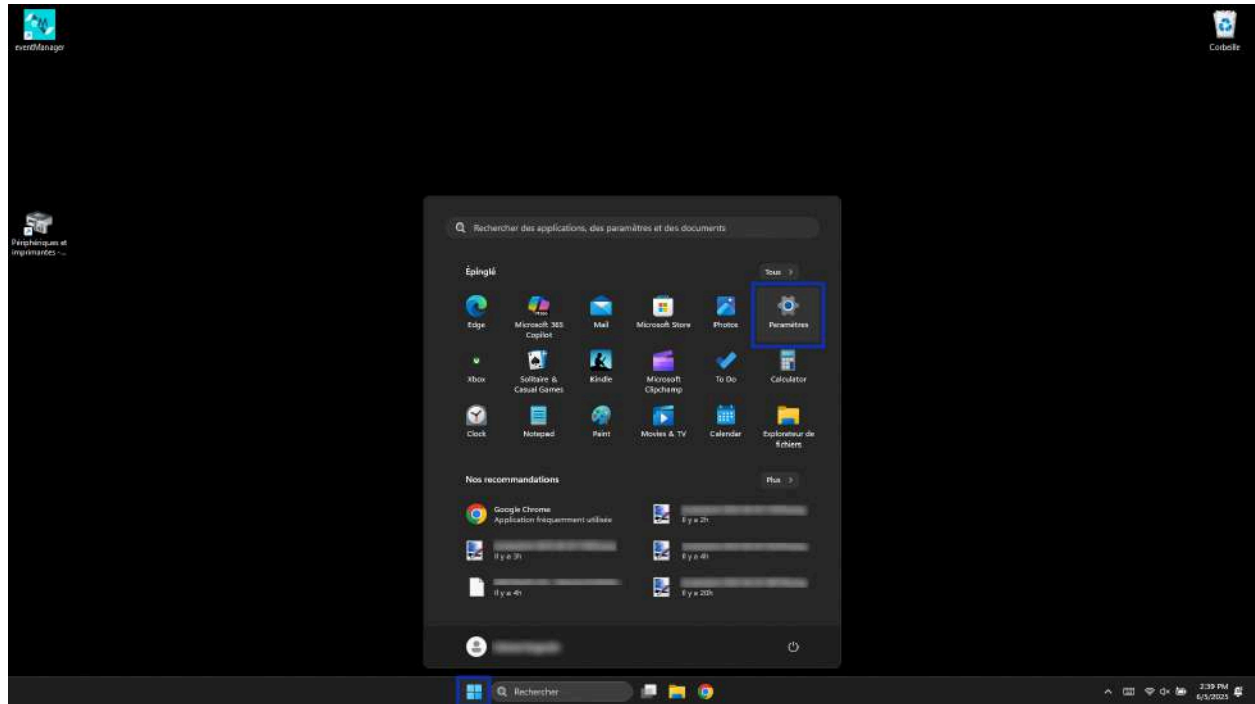 eventManager
Corbeille
Périphériques et
imprimantes -...
Rechercher des applications, des paramètres et des documents
Épinglé
Tous >
Edge
Microsoft 365
Copilot
Mail
Microsoft Store
Photos
Paramètres
Xbox
Solitaire &
Casual Games
Kindle
Microsoft
Clipchamp
To Do
Calculator
Clock
Notepad
Paint
Movies & TV
Calendar
Explorateur de
fichiers
Nos recommandations
Plus >
Google Chrome
Application fréquemment utilisée
Il y a 2h
Il y a 3h
Il y a 4h
Il y a 4h
Il y a 20h
Rechercher
2:39 PM
6/5/2025